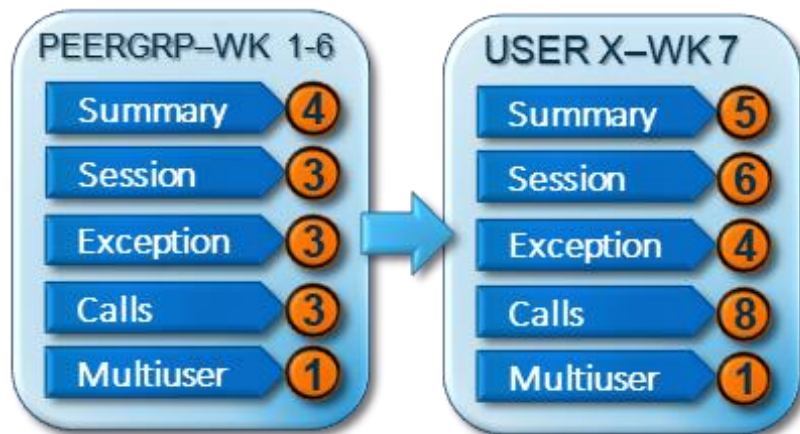 PEERGRP–WK 1-6
Summary 4
Session 3
Exception 3
Calls 3
Multiuser 1
USER X–WK 7
Summary 5
Session 6
Exception 4
Calls 8
Multiuser 1